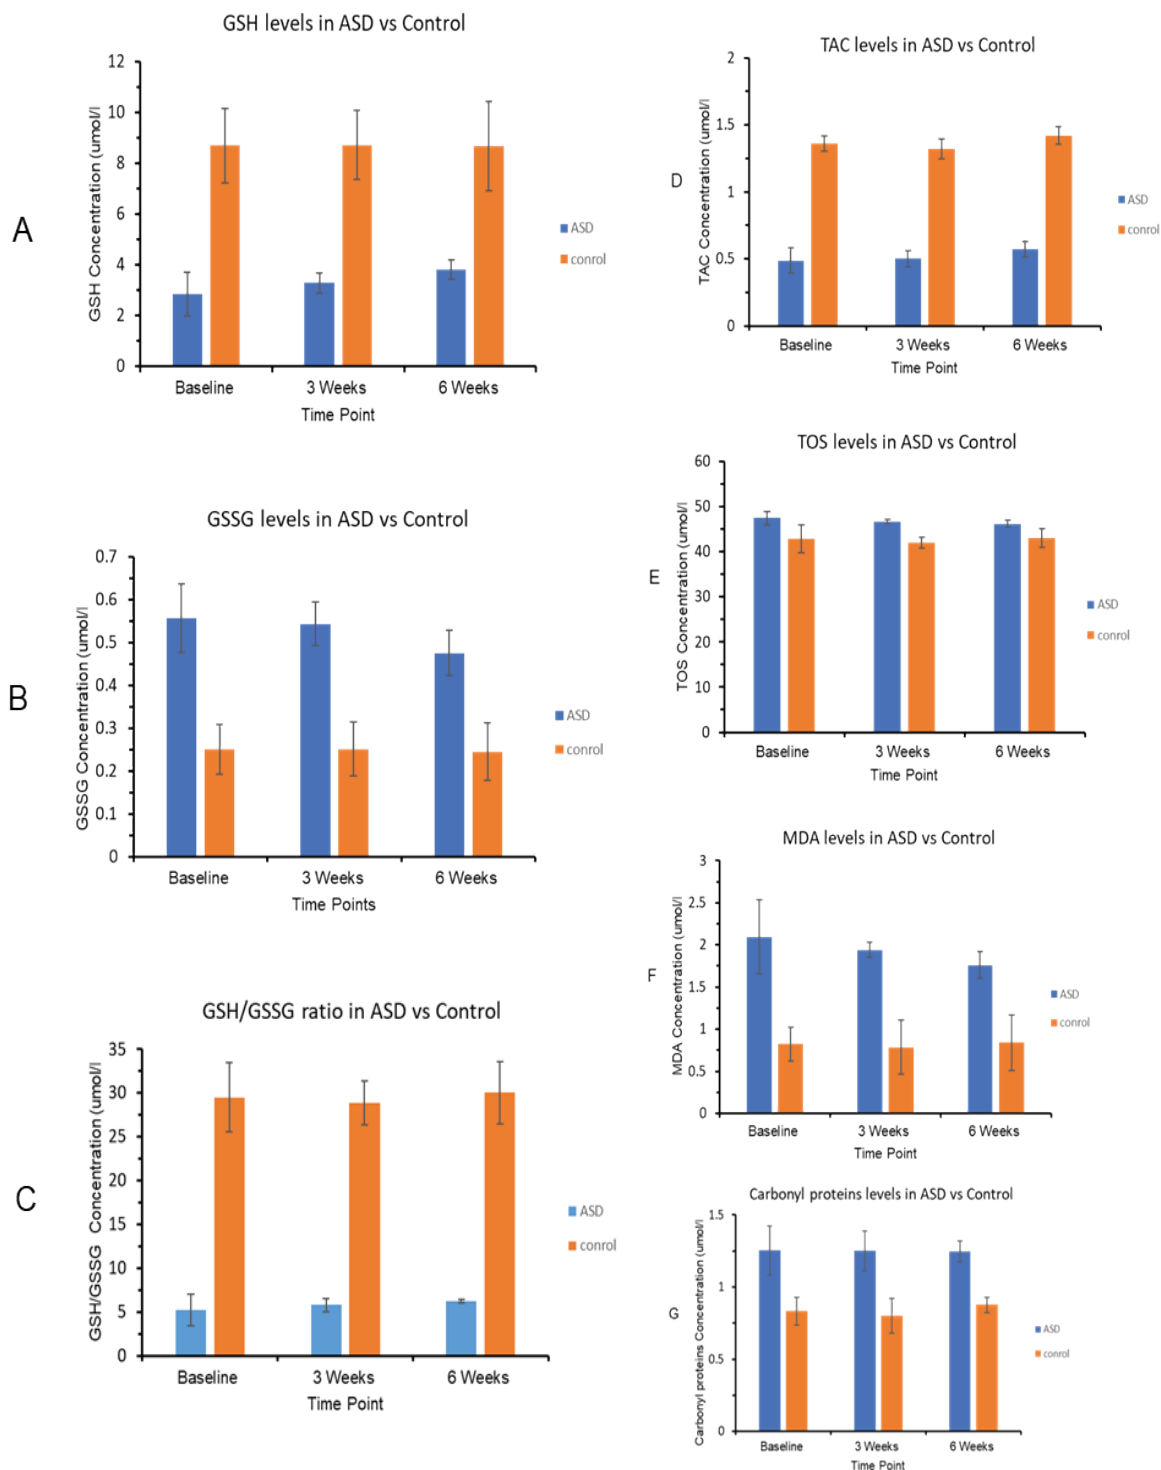 GSH levels in ASD vs Control
A
GSH Concentration (umol/l
12
10
8
6
4
2
0
Baseline 3 Weeks 6 Weeks
Time Point
ASD
conrol
GSSG levels in ASD vs Control
B
GSSG Concentration (umol/l
0.7
0.6
0.5
0.4
0.3
0.2
0.1
0
Baseline 3 Weeks 6 Weeks
Time Points
ASD
conrol
GSH/GSSG ratio in ASD vs Control
C
GSH/GSSG Concentration (umol/l
35
30
25
20
15
10
5
0
Baseline 3 Weeks 6 Weeks
Time Point
ASD
conrol
TAC levels in ASD vs Control
D
TAC Concentration (umol/l
2
1.5
1
0.5
0
Baseline 3 Weeks 6 Weeks
Time Point
ASD
conrol
TOS levels in ASD vs Control
E
TOS Concentration (umol/l
60
50
40
30
20
10
0
Baseline 3 Weeks 6 Weeks
Time Point
ASD
conrol
MDA levels in ASD vs Control
F
MDA Concentration (umol/l
3
2.5
2
1.5
1
0.5
0
Baseline 3 Weeks 6 Weeks
Time Point
ASD
conrol
Carbonyl proteins levels in ASD vs Control
G
Carbonyl proteins Concentration (umol/l
1.5
1
0.5
0
Baseline 3 Weeks 6 Weeks
Time Point
ASD
conrol